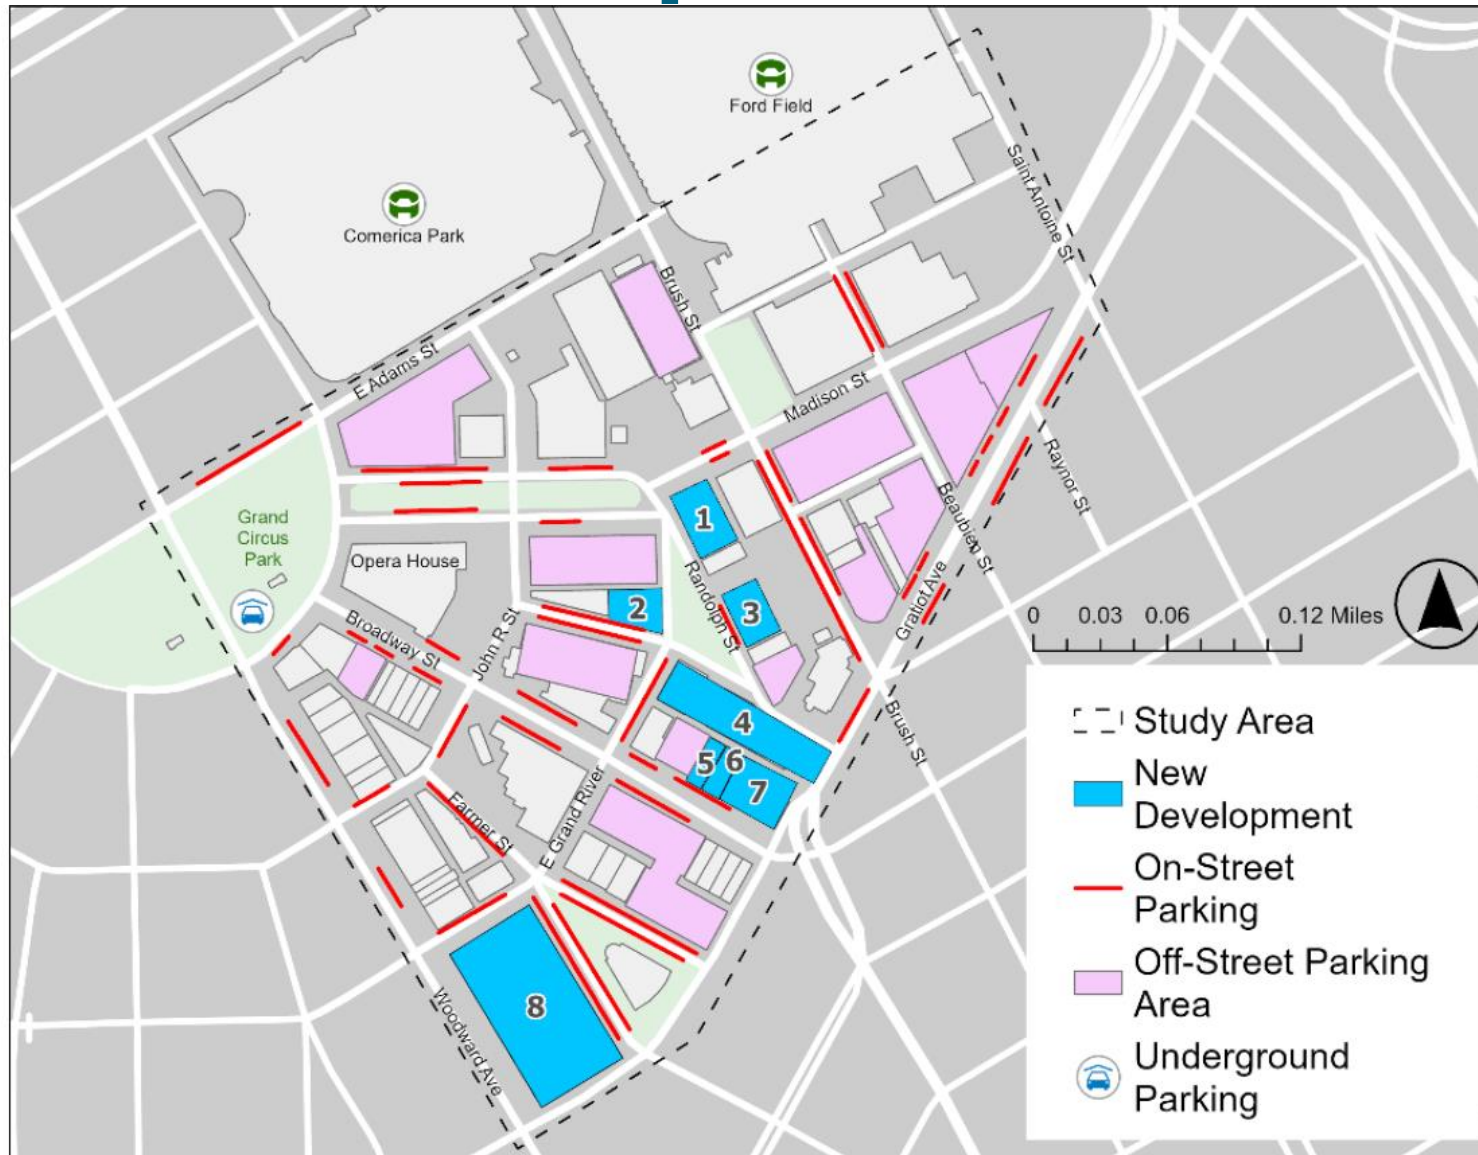 Ford Field
Comerica Park
Saint Antoine St
Brush St
E Adams St
Madison St
Raynor St
Grand
Circus
Park
Opera House
1
2
3
Randolph St
Beaubien St
Gratiot Ave
Broadway St
John R St
4
5
6
7
Brush St
Farmer St
E Grand River
8
Woodward Ave
0 0.03 0.06 0.12 Miles
Study Area
New
Development
On-Street
Parking
Off-Street Parking
Area
Underground
Parking